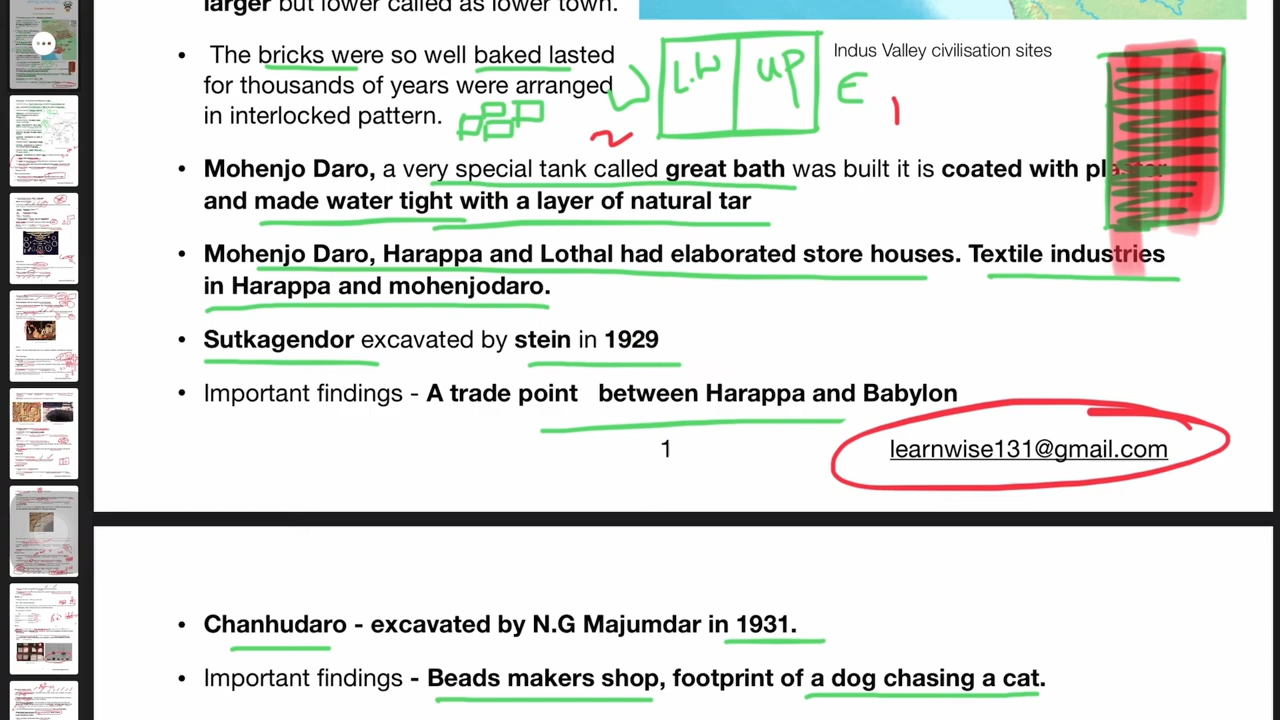 larger but lower called as lower town.
The bricks were so well baked lasted
for thousands of years were arranged
in interlocked pattern.
L.W UP E
Indus Valley civilisation sites
Mohenjo Daro, a very special tank called great bath was built it is coated with plaster
and made water tight with a layer of natural tar
Mohenjo Daro, Harappa and Lothal had elaborated store houses. Textile industries
in Harappa and mohenjodaro.
Sutkagendor excavated by stein in 1929
Important findings - A trade point between Harappa and Babylon
1
learnwise131@gmail.com
Chanhudaro - excavated by N.G Majumdar in 1931.
Important findings - Beads makers shop, footprint of a dog chasing a cat.